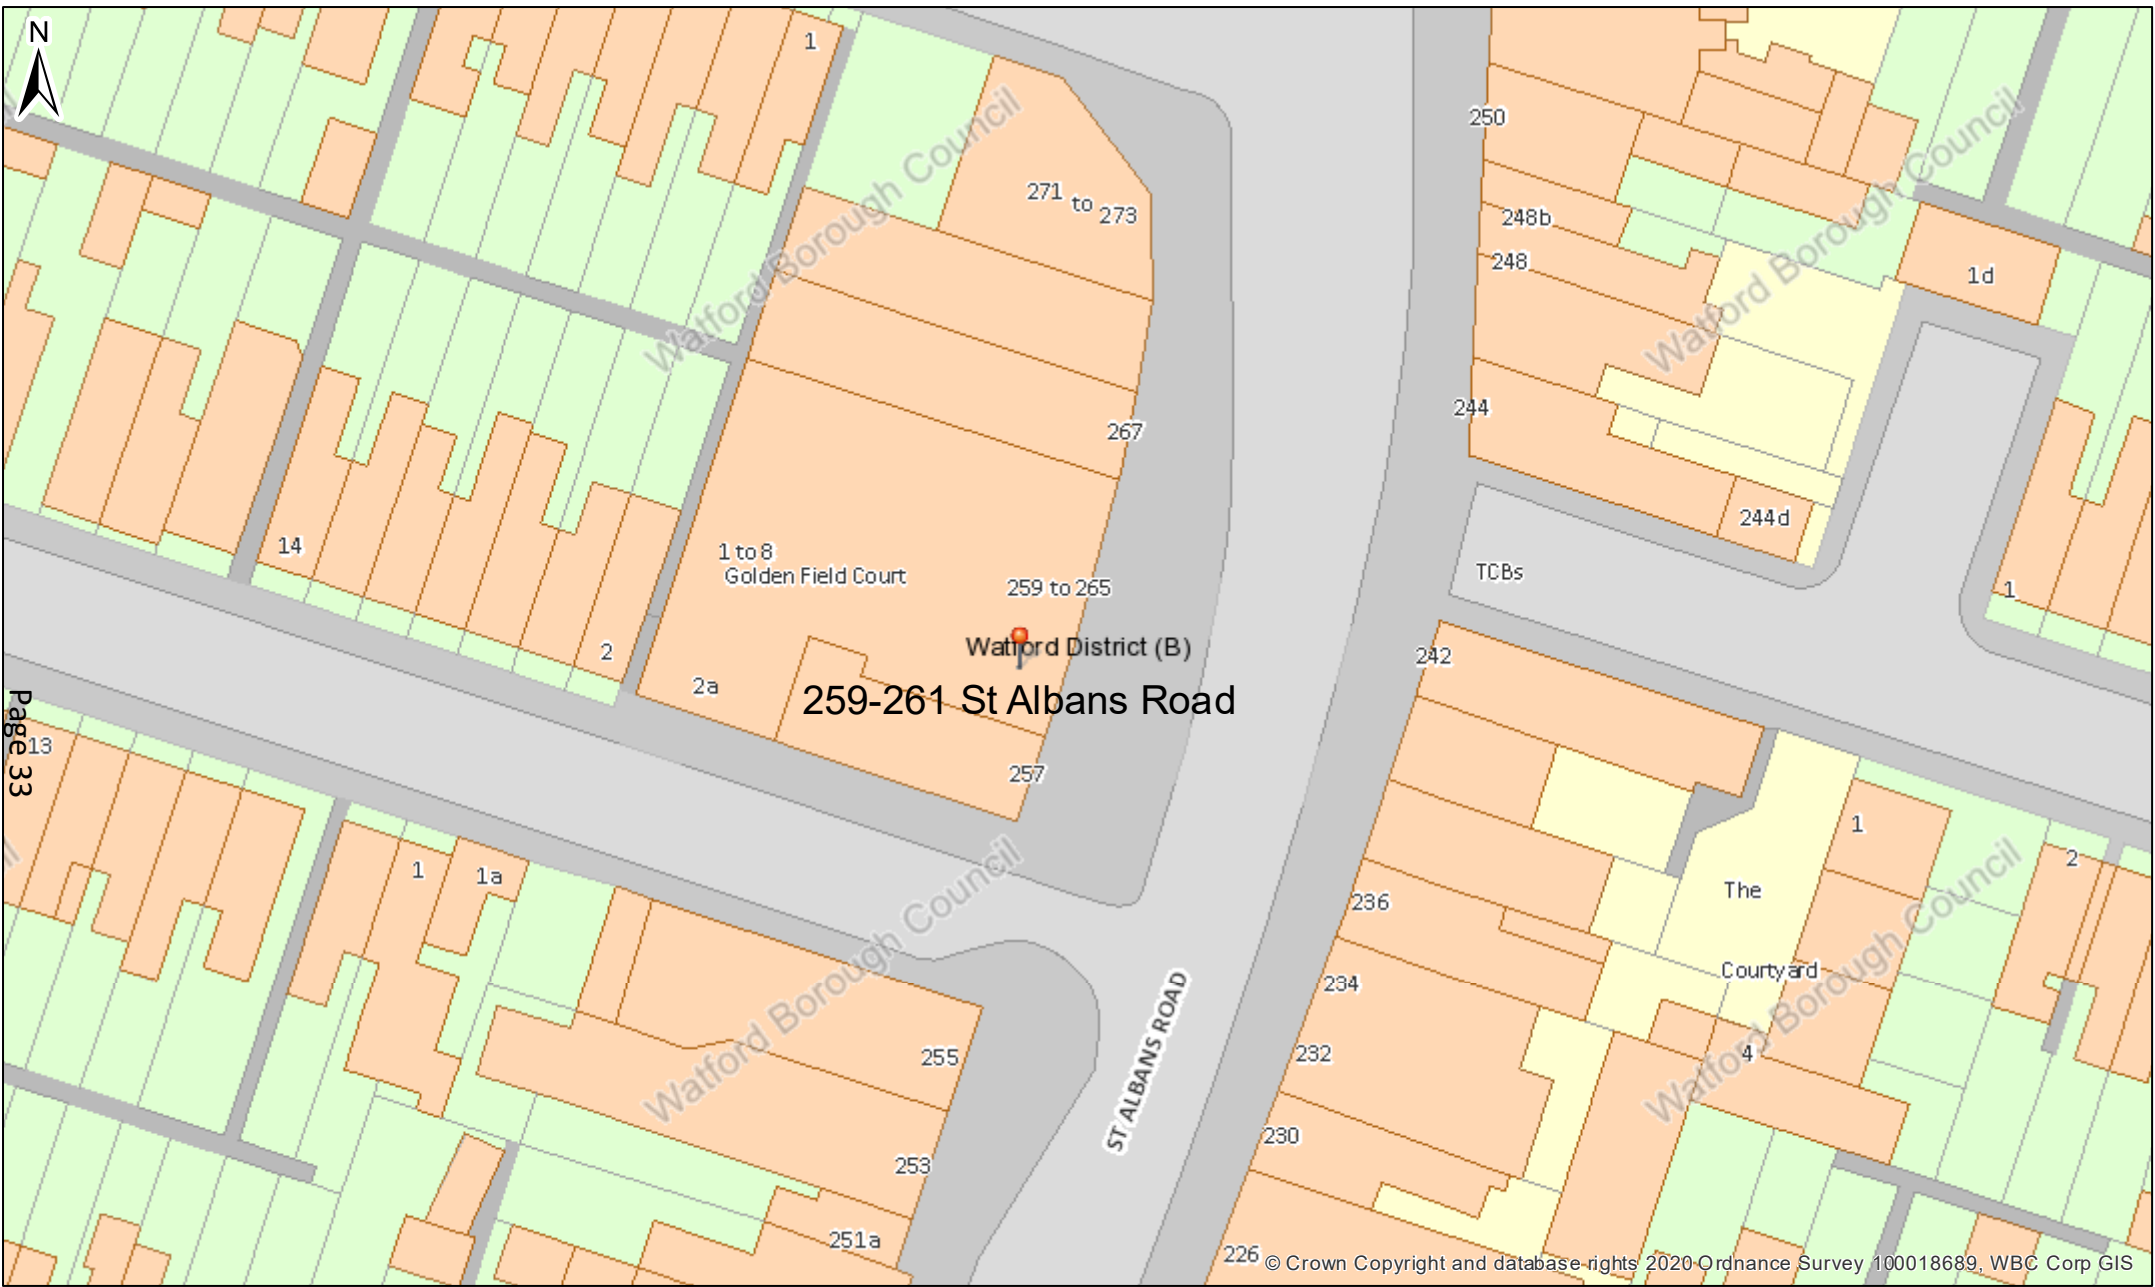 N
1
250
271 to 273
248b
248
1d
244
267
244d
14
1 to 8
Golden Field Court
259 to 265
TCBs
1
2
Watford District (B)
242
2a
259-261 St Albans Road
Page 33
13
257
1
1
1a
2
The
236
Courtyard
234
255
232
4
ST ALBANS ROAD
230
253
251a
226
Watford Borough Council
Watford Borough Council
Watford Borough Council
Watford Borough Council
© Crown Copyright and database rights 2020 Ordnance Survey 100018689, WBC Corp GIS